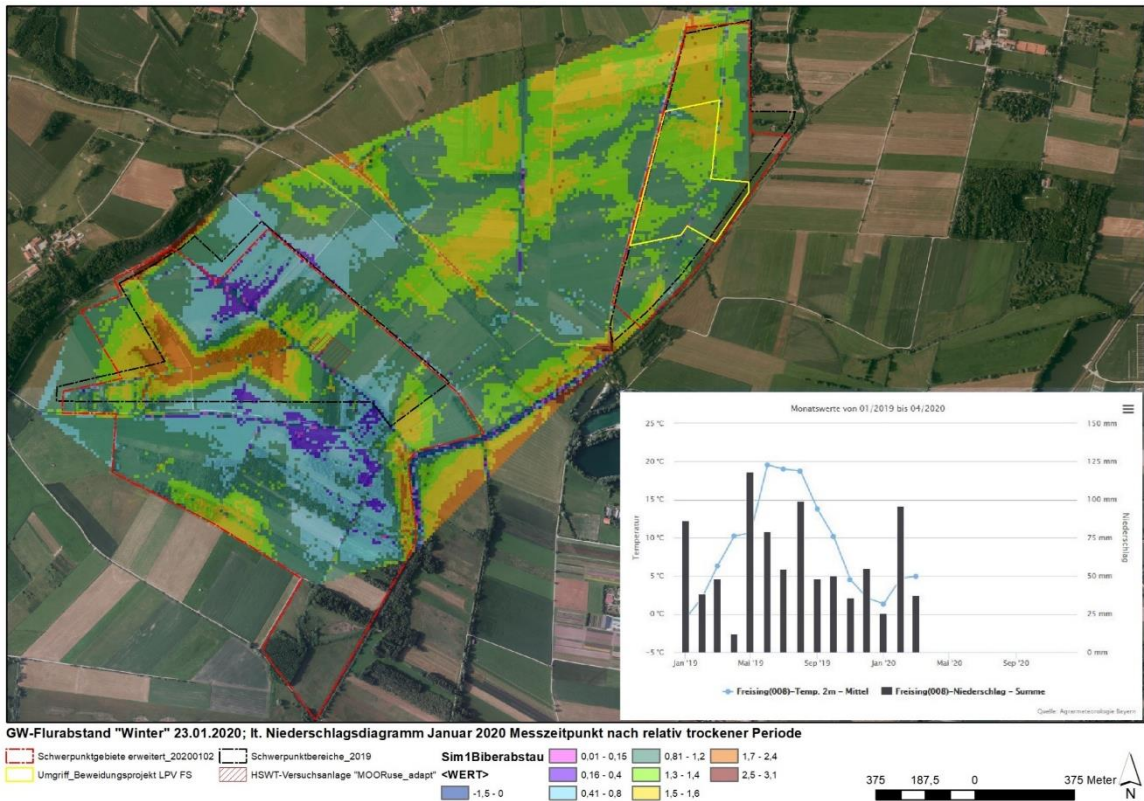 Monatswerte von 01/2019 bis 04/2020
25 °C
20 °C
15 °C
10 °C
5 °C
0 °C
-5 °C
Temperatur
150 mm
125 mm
100 mm
75 mm
50 mm
25 mm
0 mm
Niederschlag
Jan '19 Mai '19 Sep '19 Jan '20 Mai '20 Sep '20
Freising(008)-Temp. 2m - Mittel Freising(008)-Niederschlag - Summe
Quelle: Agrarmeteorologie Bayern
GW-Flurabstand "Winter" 23.01.2020; lt. Niederschlagsdiagramm Januar 2020 Messzeitpunkt nach relativ trockener Periode
Schwerpunktgebiete erweitert_20200102
Schwerpunktbereiche_2019
Umgriff_Beweidungsprojekt LPV FS
HSWT-Versuchsanlage "MOORuse_adapt"
Sim1Biberabstau
<WERT>
-1,5 - 0
0,01 - 0,15
0,16 - 0,4
0,41 - 0,8
0,81 - 1,2
1,3 - 1,4
1,5 - 1,6
1,7 - 2,4
2,5 - 3,1
375 187,5 0 375 Meter
N